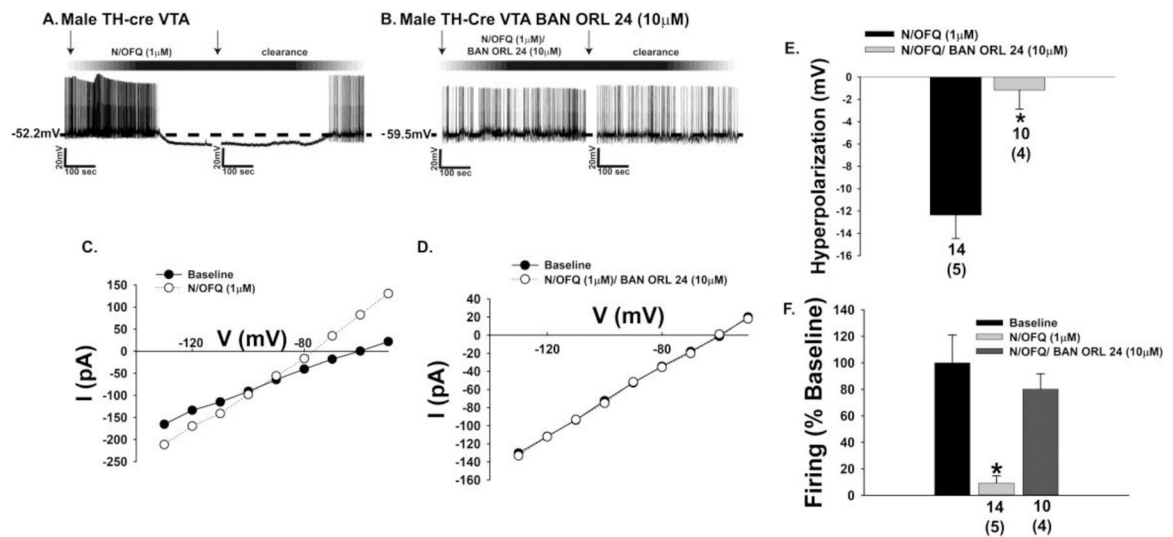 A. Male TH-cre VTA
N/OFQ (1μM)
clearance
-52.2mV
20mV
100 sec
20mV
100 sec
B. Male TH-Cre VTA BAN ORL 24 (10μM)
N/OFQ (1μM)/
BAN ORL 24 (10μM)
clearance
-59.5mV
20mV
100 sec
20mV
100 sec
C.
Baseline
N/OFQ (1μM)
V (mV)
I (pA)
150
100
50
0
-50
-100
-150
-200
-250
-120
-80
D.
Baseline
N/OFQ (1μM)/ BAN ORL 24 (10μM)
V (mV)
I (pA)
40
20
0
-20
-40
-60
-80
-100
-120
-140
-160
-120
-80
E.
N/OFQ (1μM)
N/OFQ/ BAN ORL 24 (10μM)
Hyperpolarization (mV)
0
-2
-4
-6
-8
-10
-12
-14
-16
*
10
(4)
14
(5)
F.
Baseline
N/OFQ (1μM)
N/OFQ/ BAN ORL 24 (10μM)
Firing (% Baseline)
140
120
100
80
60
40
20
0
*
14
(5)
10
(4)